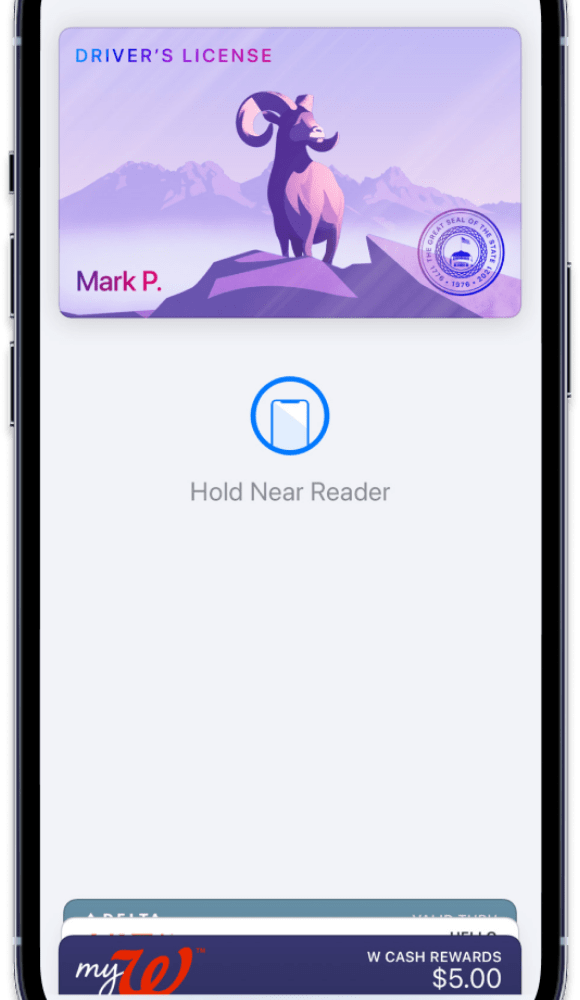 DRIVER'S LICENSE
THE GREAT SEAL OF THE STATE
1776 • 1976 • 2021
Mark P.
Hold Near Reader
DELTA
VALID THRU
HELLO
myW™
W CASH REWARDS
$5.00